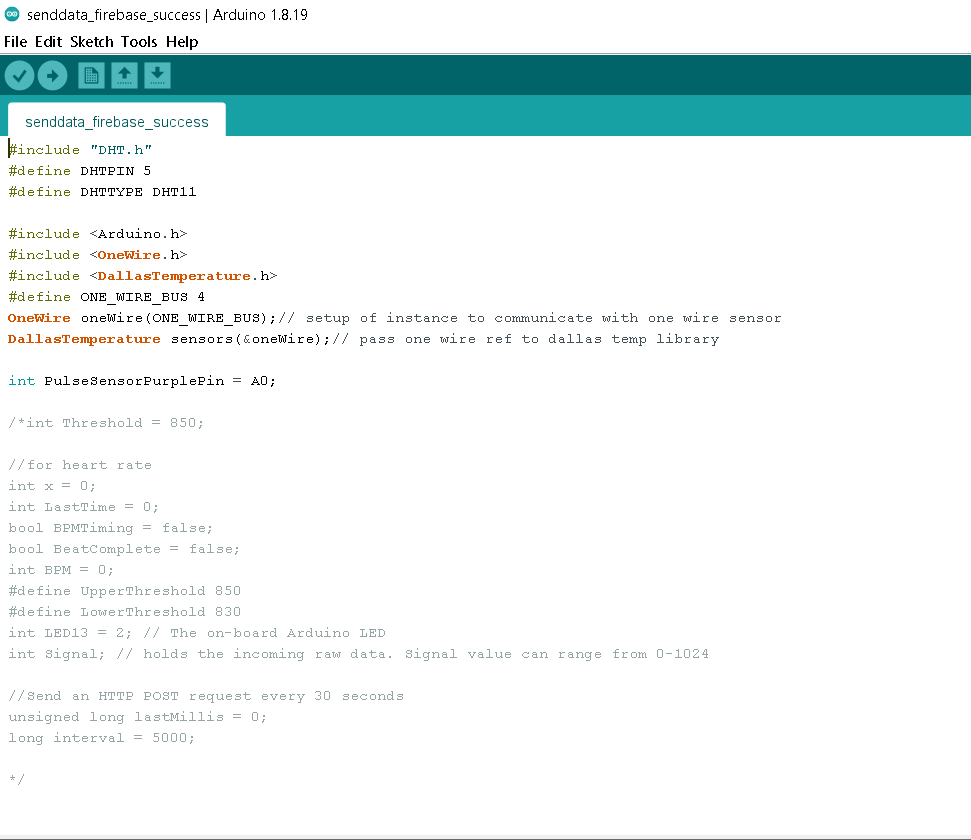 senddata_firebase_success | Arduino 1.8.19
File Edit Sketch Tools Help
senddata_firebase_success
#include "DHT.h"
#define DHTPIN 5
#define DHTTYPE DHT11
#include <Arduino.h>
#include <OneWire.h>
#include <DallasTemperature.h>
#define ONE_WIRE_BUS 4
OneWire oneWire(ONE_WIRE_BUS);// setup of instance to communicate with one wire sensor
DallasTemperature sensors(&oneWire);// pass one wire ref to dallas temp library
int PulseSensorPurplePin = A0;
/*int Threshold = 850;
//for heart rate
int x = 0;
int LastTime = 0;
bool BPMTiming = false;
bool BeatComplete = false;
int BPM = 0;
#define UpperThreshold 850
#define LowerThreshold 830
int LED13 = 2; // The on-board Arduino LED
int Signal; // holds the incoming raw data. Signal value can range from 0-1024
//Send an HTTP POST request every 30 seconds
unsigned long lastMillis = 0;
long interval = 5000;
*/